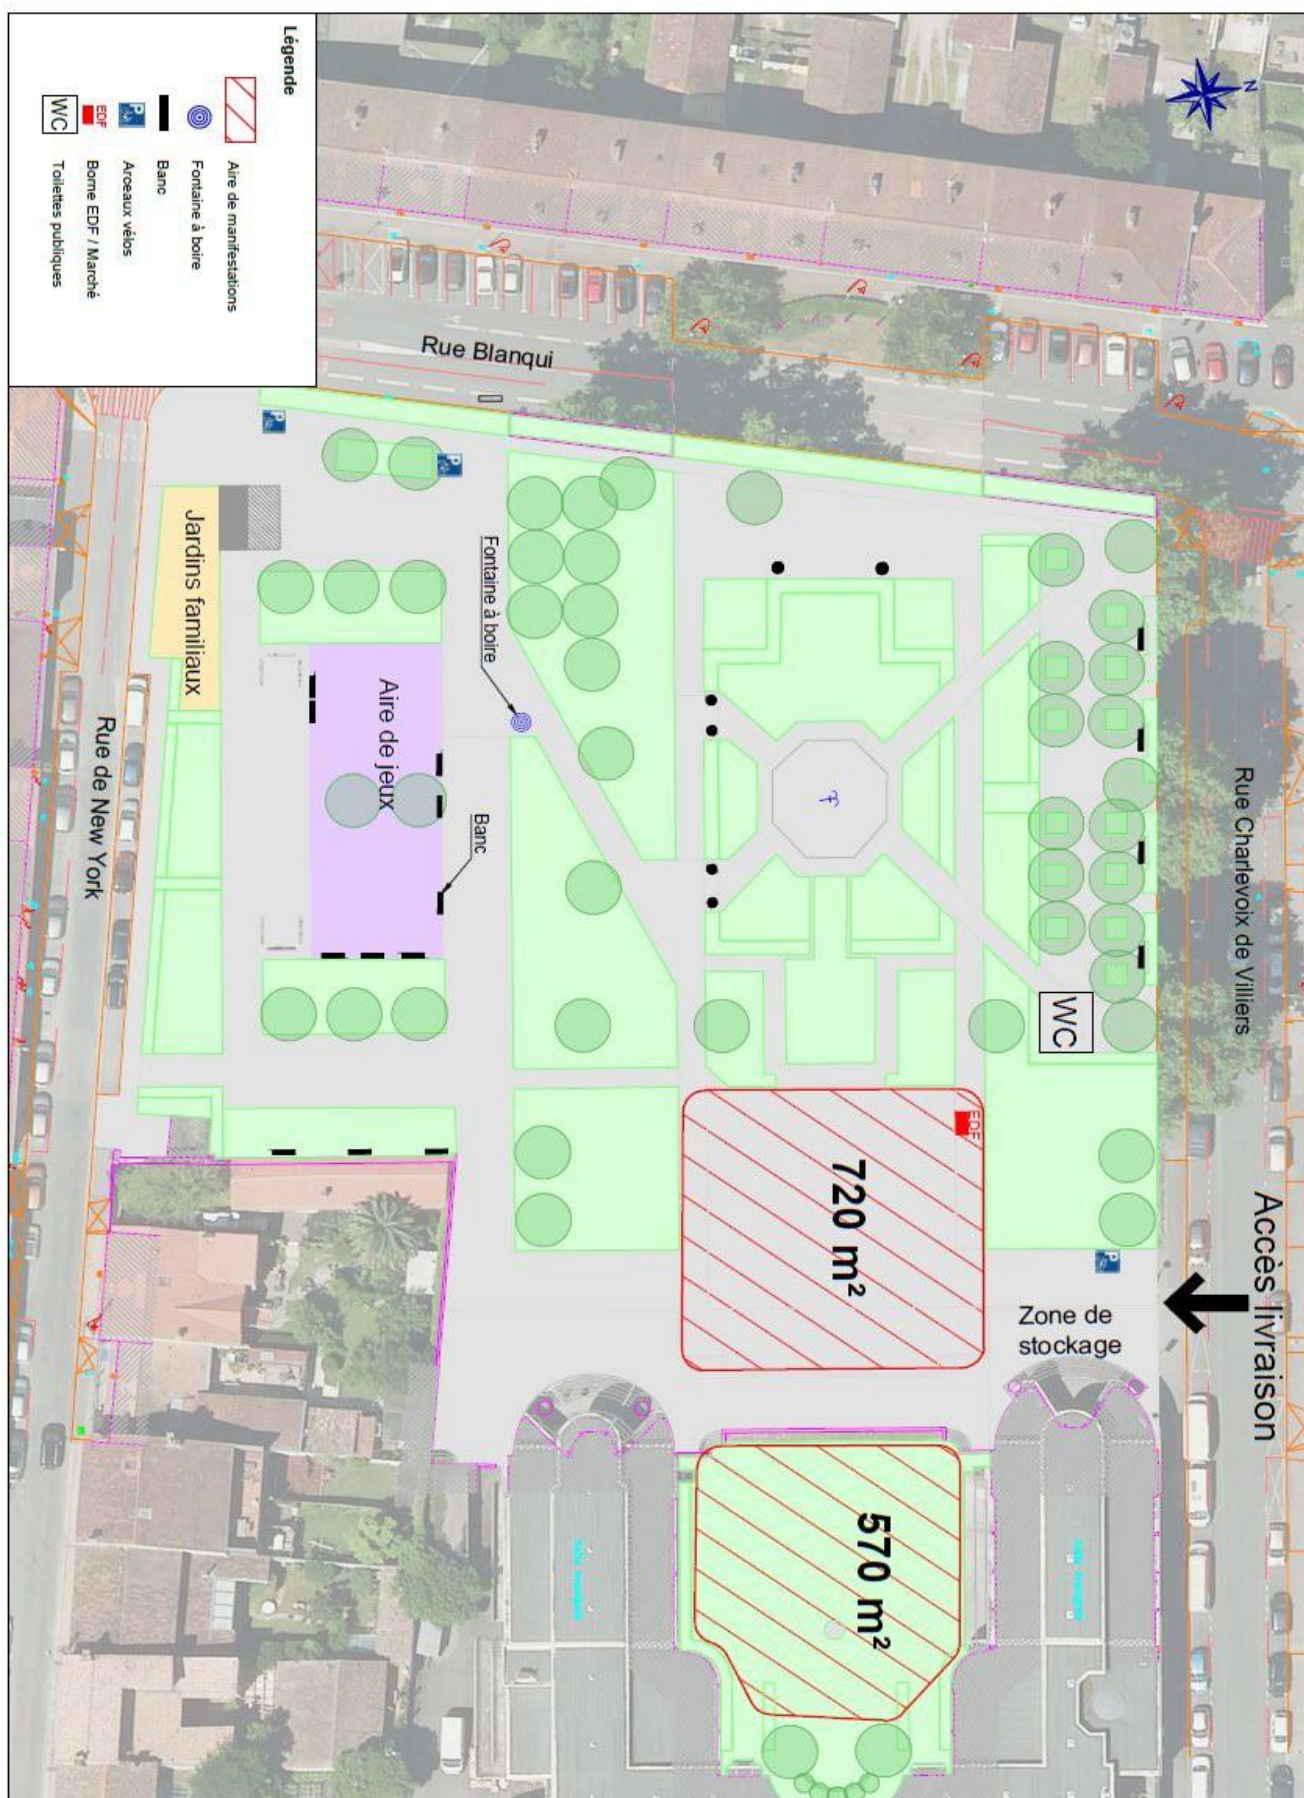 Légende
Aire de manifestations
Fontaine à boire
Banc
P
Arceaux vélos
EDF
Borne EDF / Marché
WC
Toilettes publiques
N
Rue Blanqui
P
P
Jardins familiaux
Fontaine à boire
Aire de jeux
Banc
Rue de New York
Rue Charlevoix de Villiers
WC
EDF
720 m²
P
Accès livraison
Zone de
stockage
570 m²